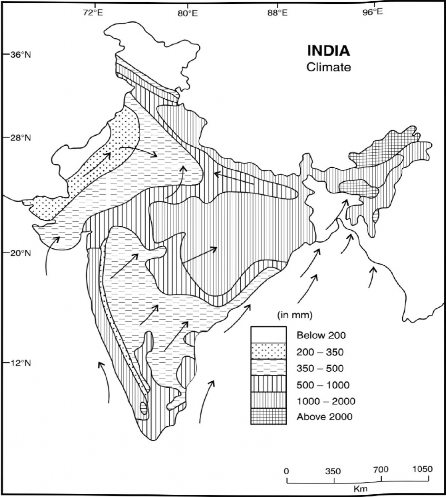 72°E 80°E 88°E 96°E
36°N
INDIA
Climate
28°N
20°N
12°N
(in mm)
Below 200
200 – 350
350 – 500
500 – 1000
1000 – 2000
Above 2000
0 350 700 1050
Km